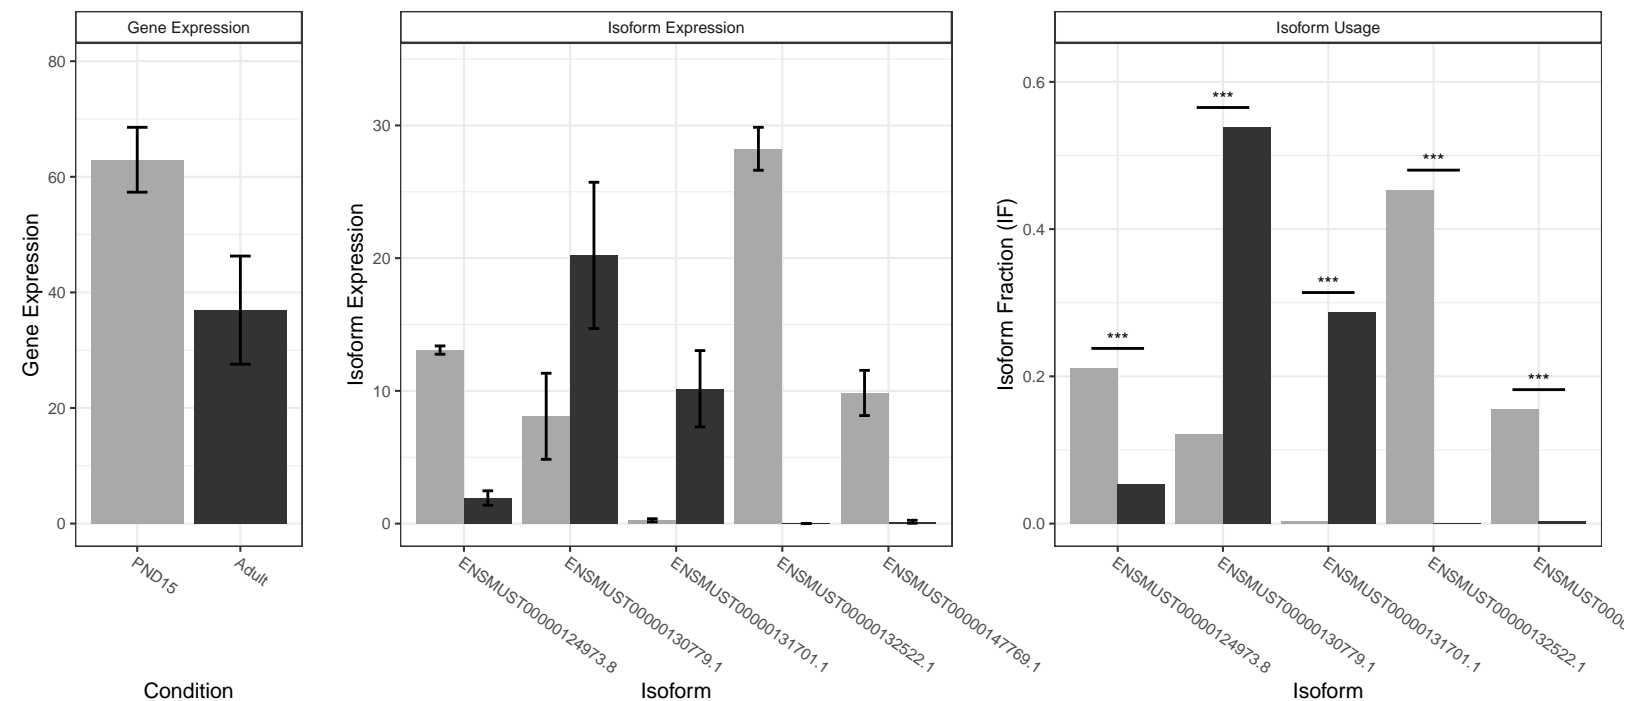 Gene Expression
Gene Expression
80
60
40
20
0
PND15
Adult
Condition
Isoform Expression
Isoform Expression
30
20
10
0
ENSMUST00000124973.8
ENSMUST00000130779.1
ENSMUST00000131701.1
ENSMUST00000132522.1
ENSMUST00000147769.1
Isoform
Isoform Usage
Isoform Fraction (IF)
0.6
0.4
0.2
0.0
***
***
***
***
***
ENSMUST00000124973.8
ENSMUST00000130779.1
ENSMUST00000131701.1
ENSMUST00000132522.1
Isoform